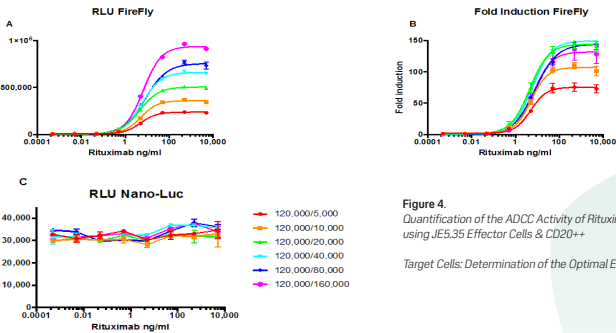 RLU FireFly
A
1×10⁶
500,000
0
0.0001
0.01
1
100
10,000
Rituximab ng/ml
Fold Induction FireFly
B
Fold Induction
150
100
50
0
0.0001
0.01
1
100
10,000
Rituximab ng/ml
C
RLU Nano-Luc
40,000
30,000
20,000
10,000
0
0.0001
0.01
1
100
10,000
Rituximab ng/ml
120,000/5,000
120,000/10,000
120,000/20,000
120,000/40,000
120,000/80,000
120,000/160,000
Figure 4.
Quantification of the ADCC Activity of Rituxi
using JE5.35 Effector Cells & CD20++
Target Cells: Determination of the Optimal E